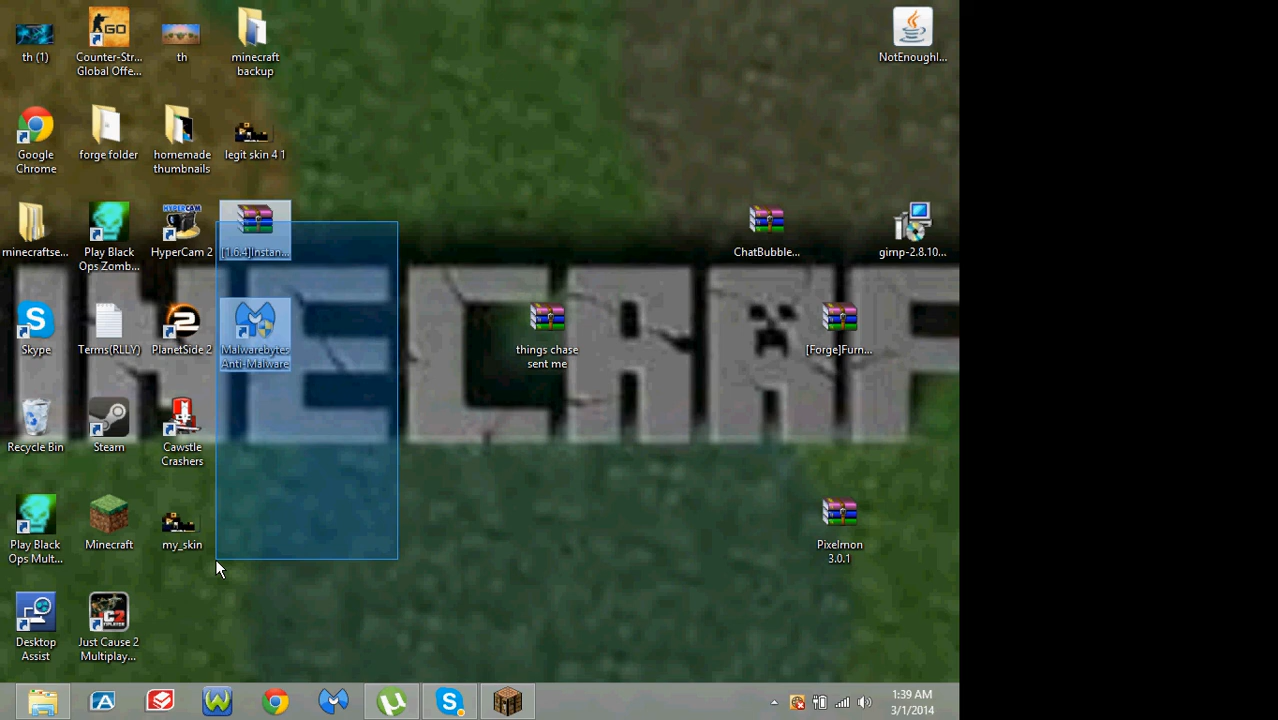 th (1)
Counter-Str...
Global Offe...
th
minecraft
backup
NotEnoughI...
Google
Chrome
forge folder
homemade
thumbnails
legit skin 4 1
minecraftse...
Play Black
Ops Zomb...
HYPERCAM
HyperCam 2
[1.6.4]Instan...
ChatBubble...
gimp-2.8.10...
Skype
Terms(RLLY)
PlanetSide 2
Malwarebytes
Anti-Malware
things chase
sent me
[Forge]Furn...
Recycle Bin
Steam
Cawstle
Crashers
Play Black
Ops Mult...
Minecraft
my_skin
Pixelmon
3.0.1
Desktop
Assist
Just Cause 2
Multiplay...
NECRAF
GO
1:39 AM
3/1/2014